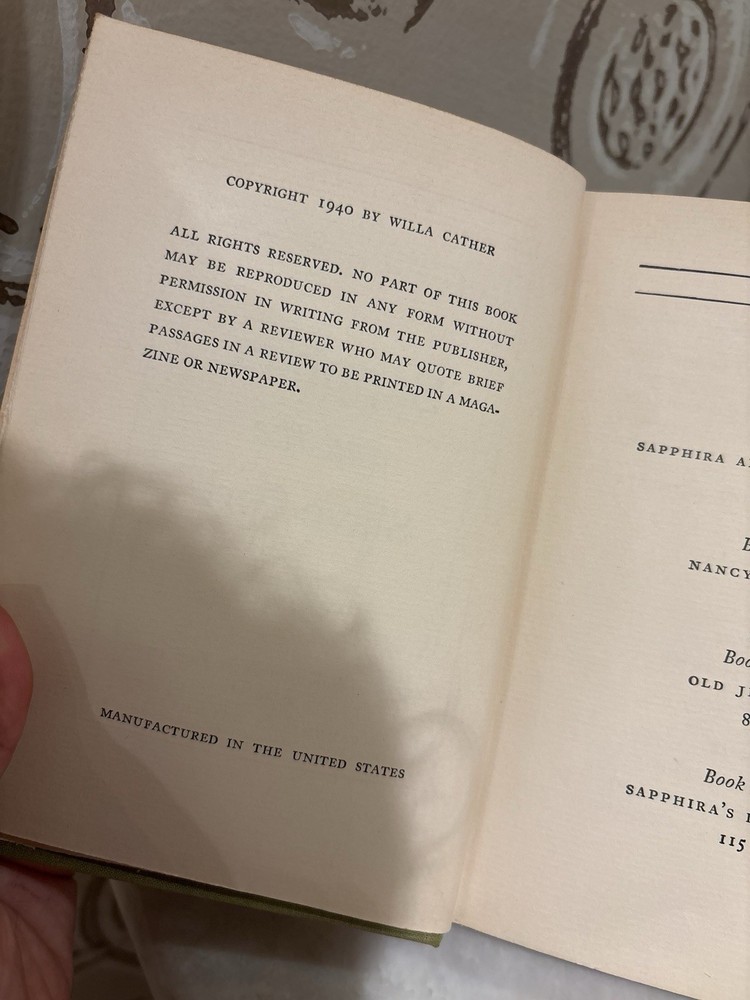 COPYRIGHT 1940 BY WILLA CATHER
ALL RIGHTS RESERVED. NO PART OF THIS BOOK
MAY BE REPRODUCED IN ANY FORM WITHOUT
PERMISSION IN WRITING FROM THE PUBLISHER,
EXCEPT BY A REVIEWER WHO MAY QUOTE BRIEF
PASSAGES IN A REVIEW TO BE PRINTED IN A MAGA-
ZINE OR NEWSPAPER.
MANUFACTURED IN THE UNITED STATES
SAPPHIRA
NANCY
OLD
8
Book
SAPPHIRA'S
115